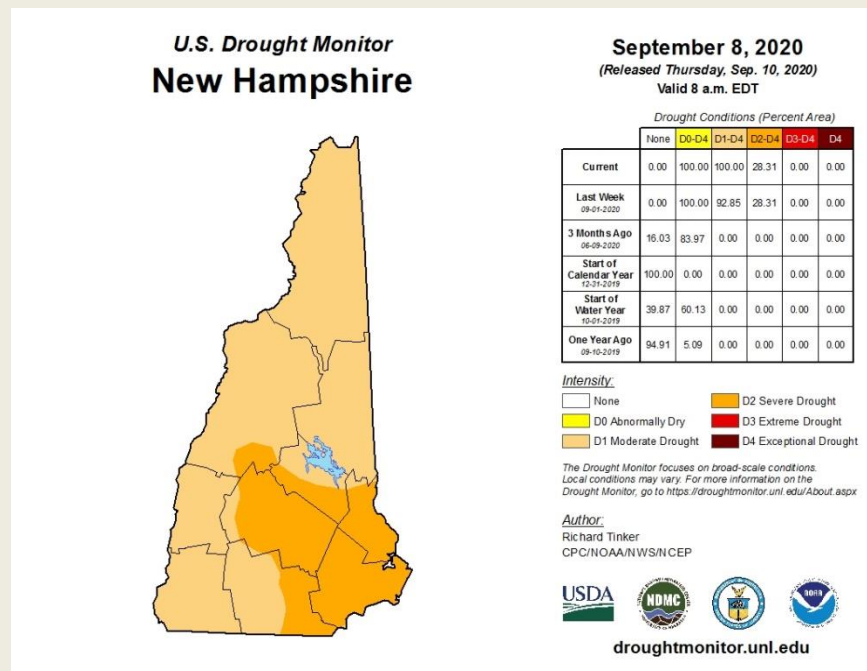 U.S. Drought Monitor
New Hampshire
September 8, 2020
(Released Thursday, Sep. 10, 2020)
Valid 8 a.m. EDT
Drought Conditions (Percent Area)
None D0-D4 D1-D4 D2-D4 D3-D4 D4
Current 0.00 100.00 100.00 28.31 0.00 0.00
Last Week
09-01-2020
0.00 100.00 92.85 28.31 0.00 0.00
3 Months Ago
06-09-2020
16.03 83.97 0.00 0.00 0.00 0.00
Start of
Calendar Year
12-31-2019
100.00 0.00 0.00 0.00 0.00 0.00
Start of
Water Year
10-01-2019
39.87 60.13 0.00 0.00 0.00 0.00
One Year Ago
09-10-2019
94.91 5.09 0.00 0.00 0.00 0.00
Intensity:
None
D0 Abnormally Dry
D1 Moderate Drought
D2 Severe Drought
D3 Extreme Drought
D4 Exceptional Drought
The Drought Monitor focuses on broad-scale conditions.
Local conditions may vary. For more information on the
Drought Monitor, go to https://droughtmonitor.unl.edu/About.aspx
Author:
Richard Tinker
CPC/NOAA/NWS/NCEP
USDA
NDMC
NOAA
droughtmonitor.unl.edu